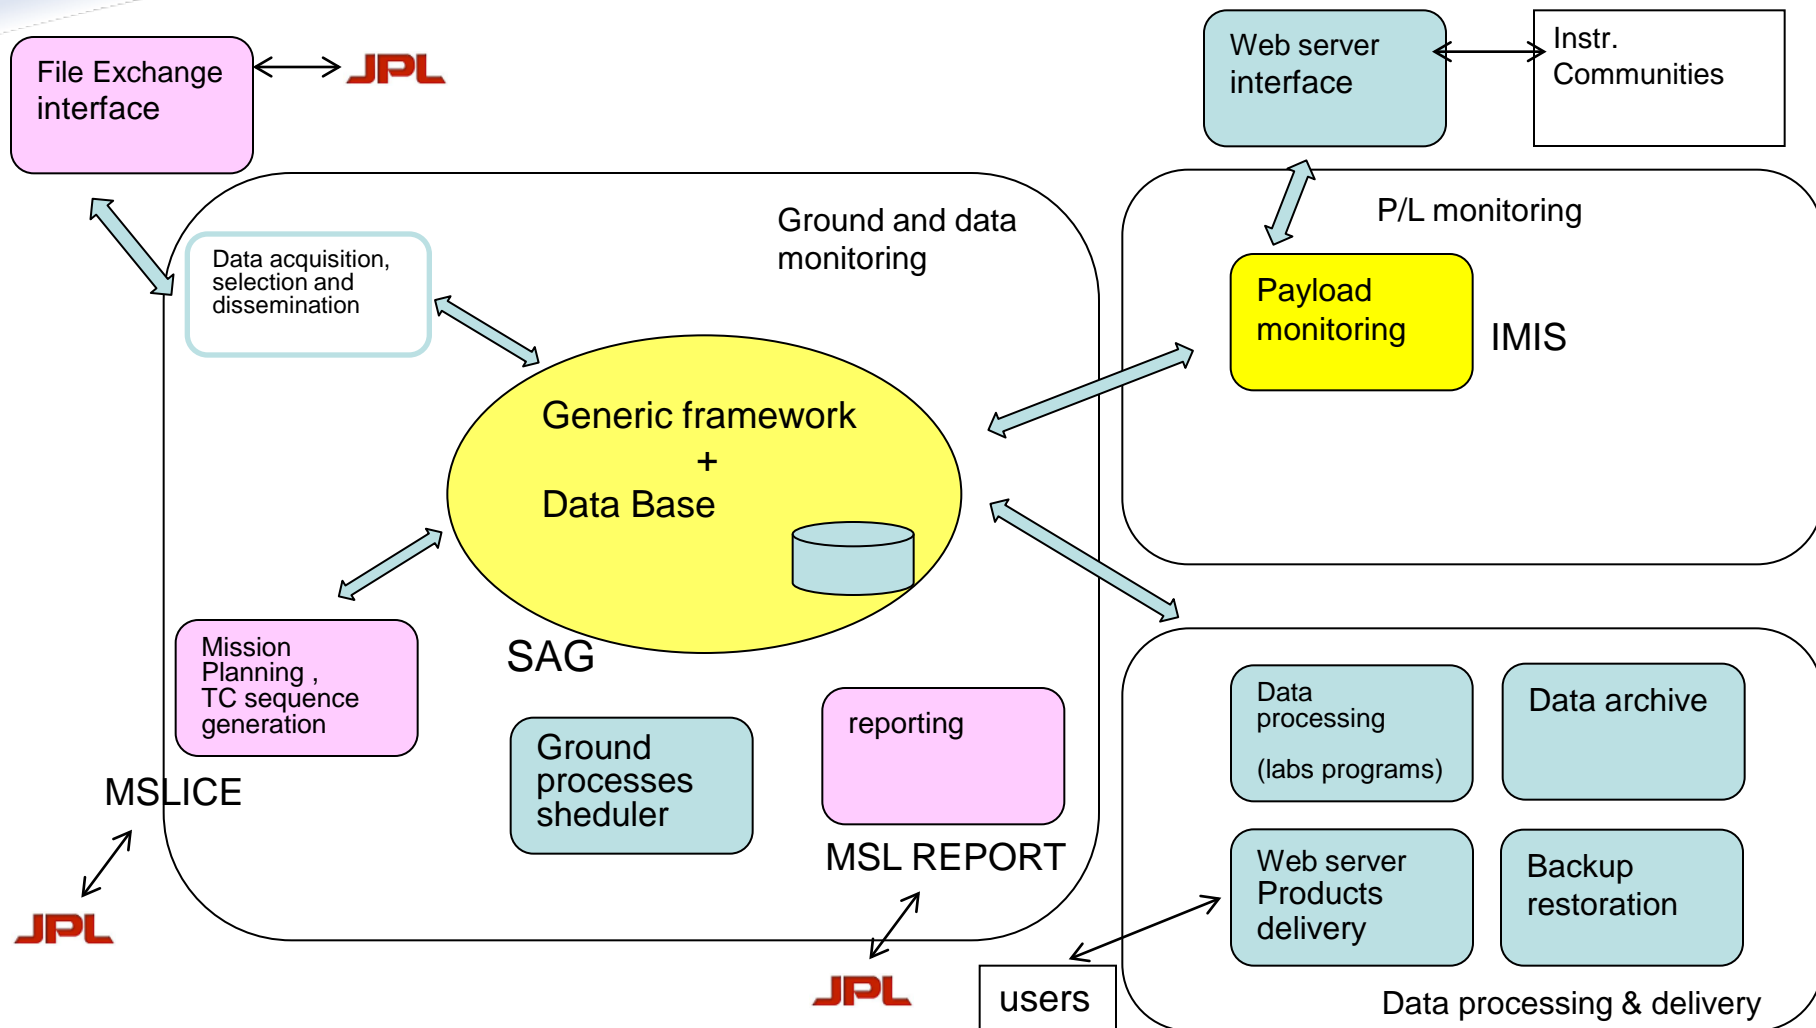 File Exchange
interface
JPL
Web server
interface
Instr.
Communities
Ground and data
monitoring
P/L monitoring
Data acquisition,
selection and
dissemination
Payload
monitoring
IMIS
Generic framework
+
Data Base
SAG
Mission
Planning ,
TC sequence
generation
MSLICE
JPL
Ground
processes
sheduler
reporting
MSL REPORT
JPL
users
Data
processing
(labs programs)
Data archive
Web server
Products
delivery
Backup
restoration
Data processing & delivery